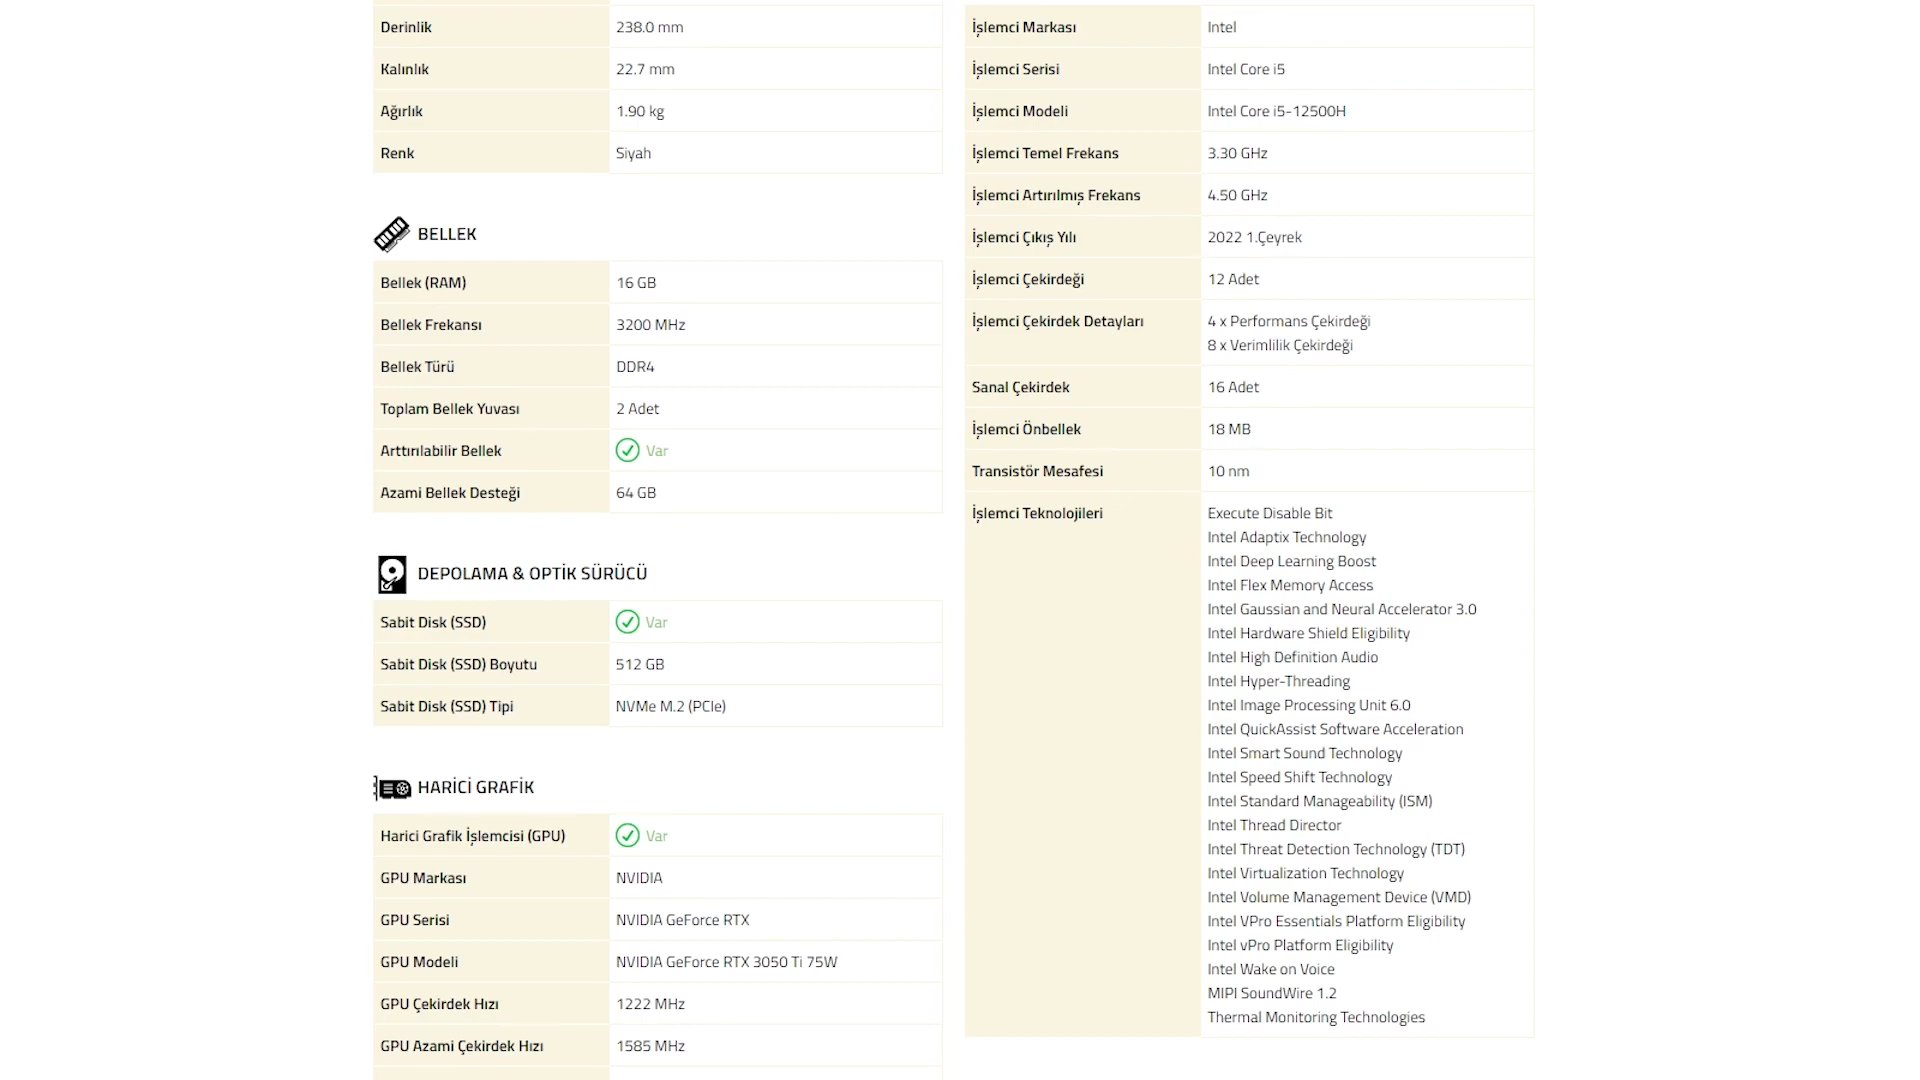 Derinlik 238.0 mm
Kalınlık 22.7 mm
Ağırlık 1.90 kg
Renk Siyah
BELLEK
Bellek (RAM) 16 GB
Bellek Frekansı 3200 MHz
Bellek Türü DDR4
Toplam Bellek Yuvası 2 Adet
Arttırılabilir Bellek Var
Azami Bellek Desteği 64 GB
DEPOLAMA & OPTİK SÜRÜCÜ
Sabit Disk (SSD) Var
Sabit Disk (SSD) Boyutu 512 GB
Sabit Disk (SSD) Tipi NVMe M.2 (PCIe)
HARİCİ GRAFİK
Harici Grafik İşlemcisi (GPU) Var
GPU Markası NVIDIA
GPU Serisi NVIDIA GeForce RTX
GPU Modeli NVIDIA GeForce RTX 3050 Ti 75W
GPU Çekirdek Hızı 1222 MHz
GPU Azami Çekirdek Hızı 1585 MHz
İşlemci Markası Intel
İşlemci Serisi Intel Core i5
İşlemci Modeli Intel Core i5-12500H
İşlemci Temel Frekans 3.30 GHz
İşlemci Artırılmış Frekans 4.50 GHz
İşlemci Çıkış Yılı 2022 1.Çeyrek
İşlemci Çekirdeği 12 Adet
İşlemci Çekirdek Detayları 4 x Performans Çekirdeği
8 x Verimlilik Çekirdeği
Sanal Çekirdek 16 Adet
İşlemci Önbellek 18 MB
Transistör Mesafesi 10 nm
İşlemci Teknolojileri Execute Disable Bit
Intel Adaptix Technology
Intel Deep Learning Boost
Intel Flex Memory Access
Intel Gaussian and Neural Accelerator 3.0
Intel Hardware Shield Eligibility
Intel High Definition Audio
Intel Hyper-Threading
Intel Image Processing Unit 6.0
Intel QuickAssist Software Acceleration
Intel Smart Sound Technology
Intel Speed Shift Technology
Intel Standard Manageability (ISM)
Intel Thread Director
Intel Threat Detection Technology (TDT)
Intel Virtualization Technology
Intel Volume Management Device (VMD)
Intel VPro Essentials Platform Eligibility
Intel vPro Platform Eligibility
Intel Wake on Voice
MIPI SoundWire 1.2
Thermal Monitoring Technologies